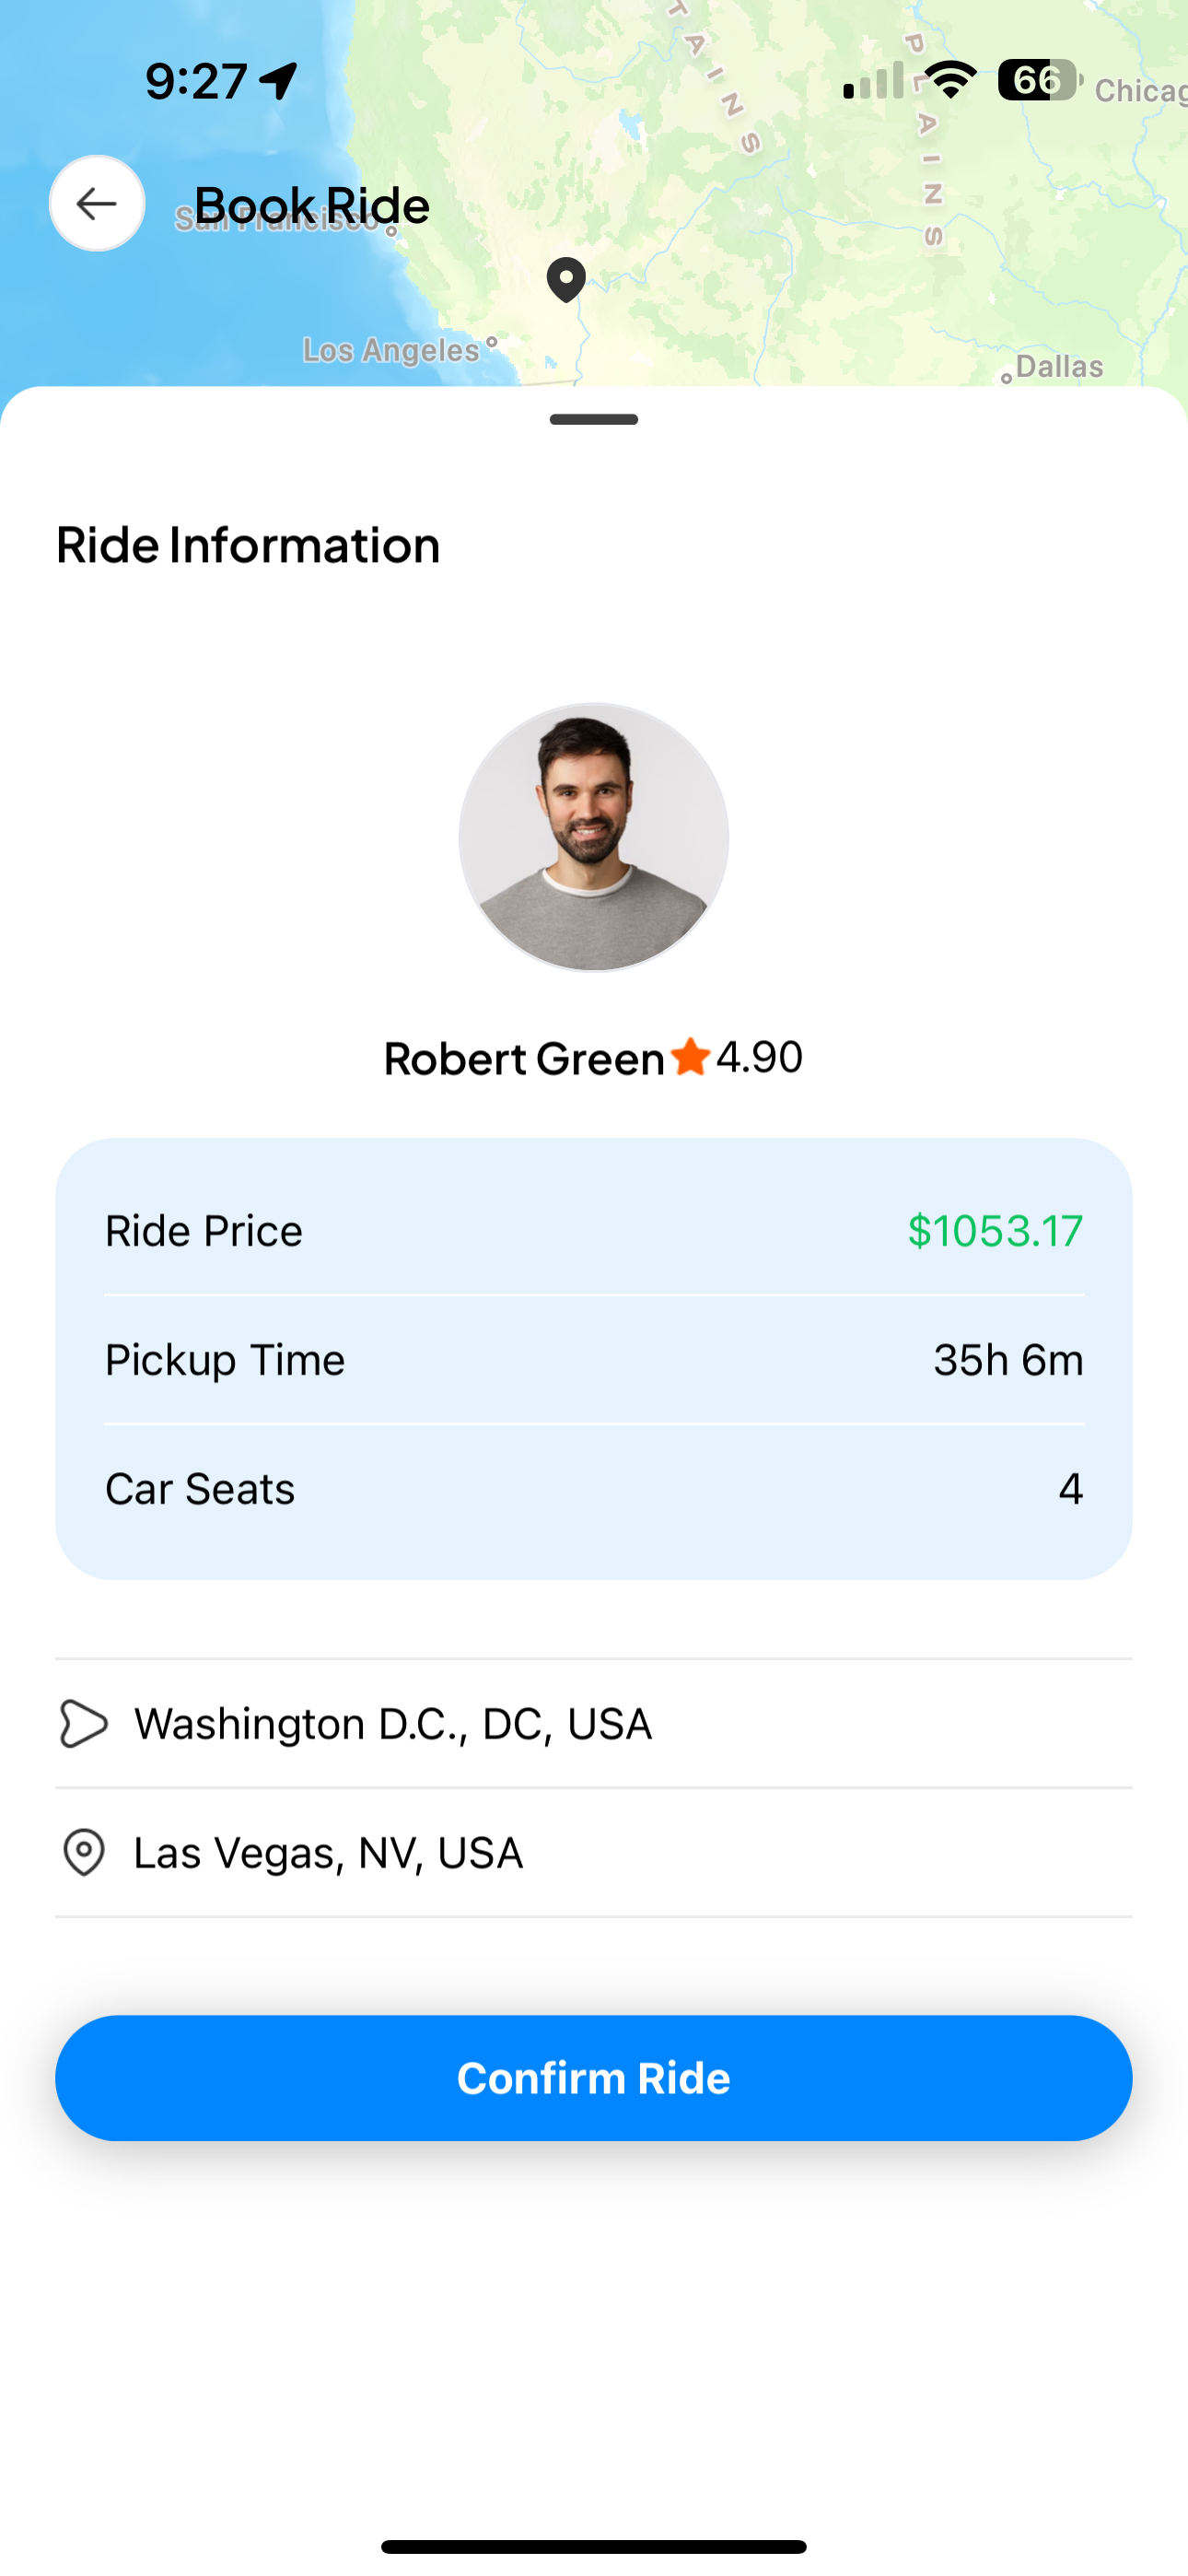 9:27
66
Chicag
TAINS
PLAINS
Book Ride
San Francisco
Los Angeles
Dallas
Ride Information
Robert Green 4.90
Ride Price $1053.17
Pickup Time 35h 6m
Car Seats 4
Washington D.C., DC, USA
Las Vegas, NV, USA
Confirm Ride